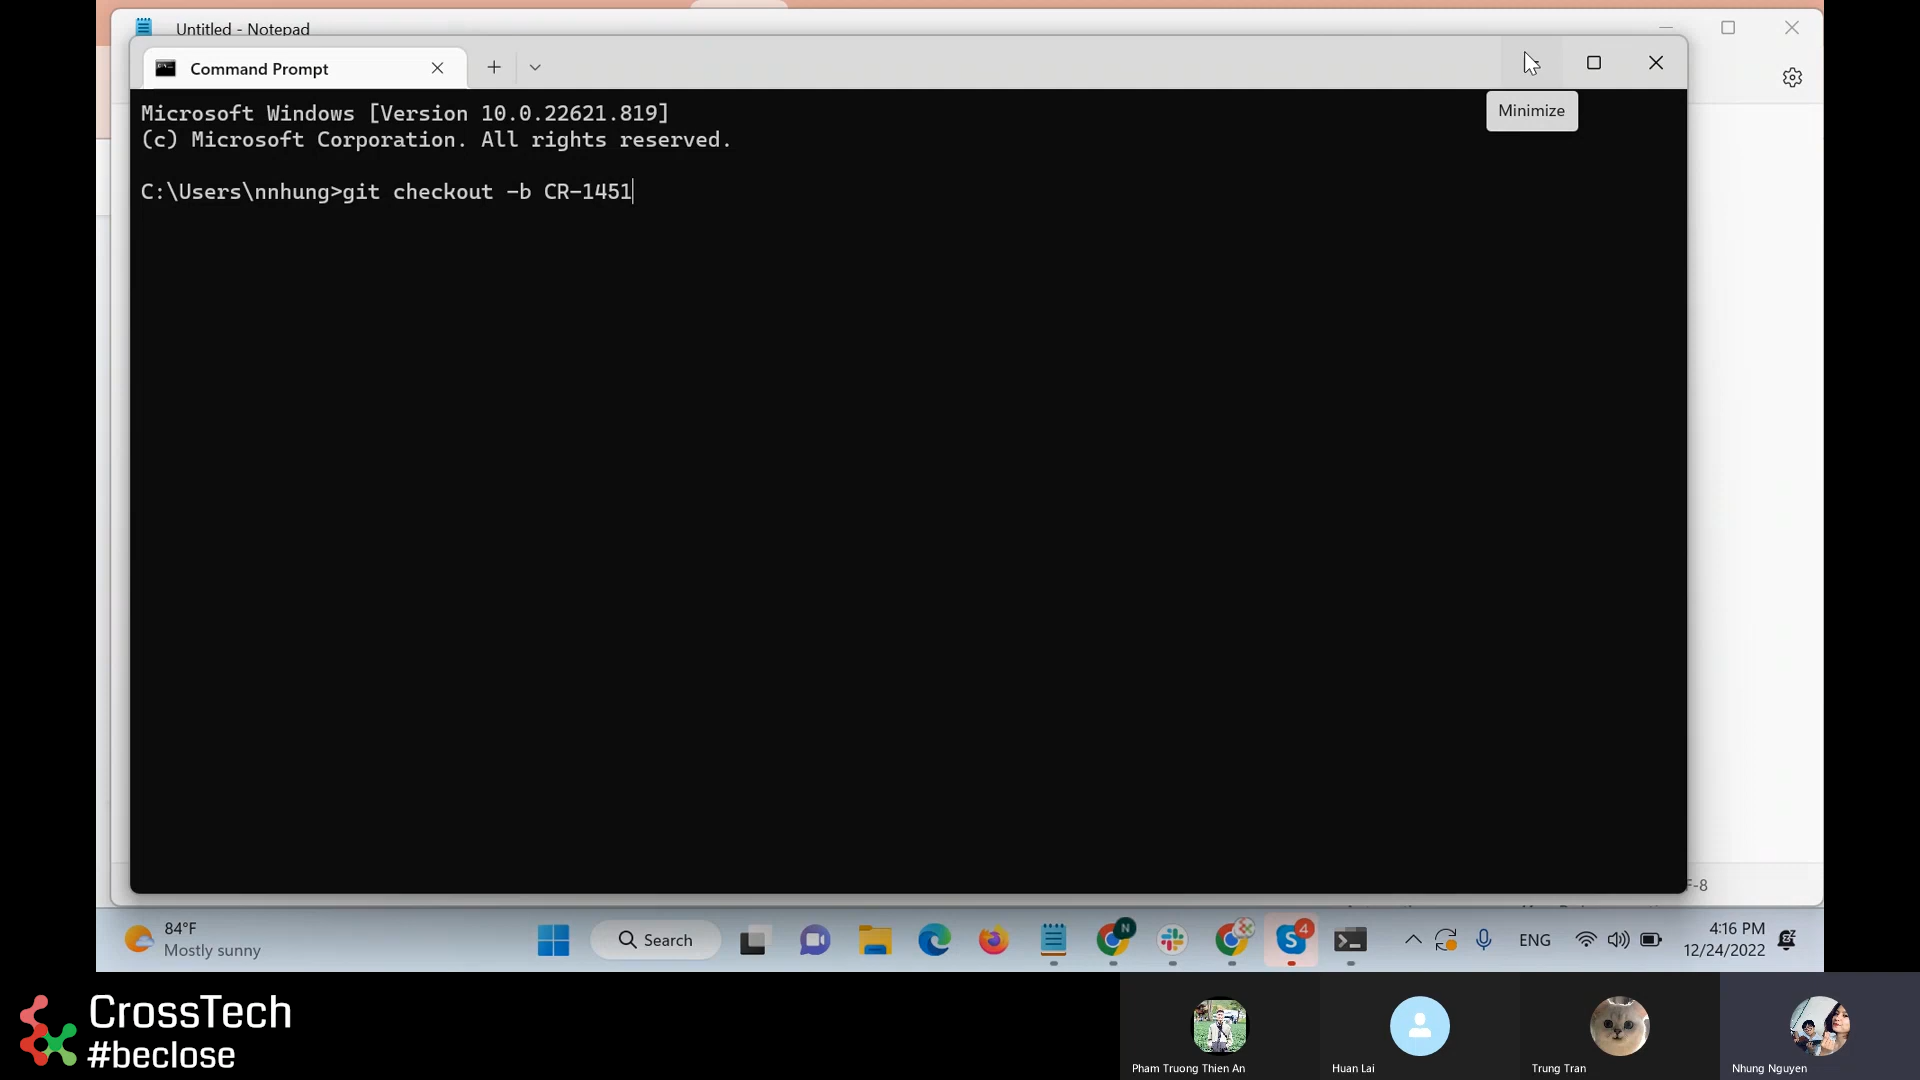 Untitled - Notepad
Command Prompt
Minimize
Microsoft Windows [Version 10.0.22621.819]
(c) Microsoft Corporation. All rights reserved.
C:\Users\nnhung>git checkout -b CR-1451
F-8
84°F
Mostly sunny
Search
N
4
ENG
4:16 PM
12/24/2022
CrossTech
#beclose
Pham Truong Thien An
Huan Lai
Trung Tran
Nhung Nguyen